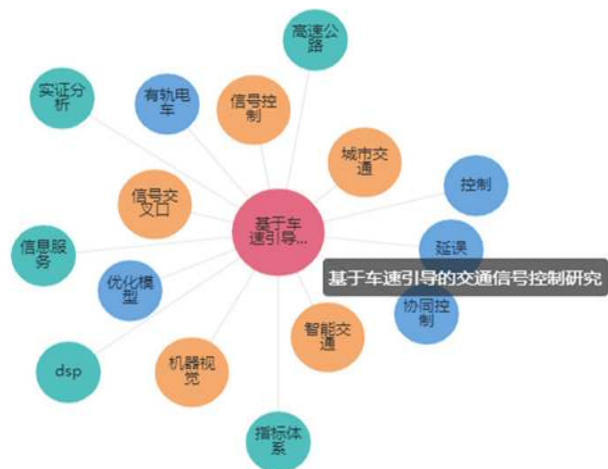 高速公
路
实证分
析
有轨电
车
信号控
制
城市交
通
控制
信号交
叉口
基于车
速引导
...
延误
信息服
务
基于车速引导的交通信号控制研究
优化模
型
协同控
制
智能交
通
机器视
觉
dsp
指标体
系